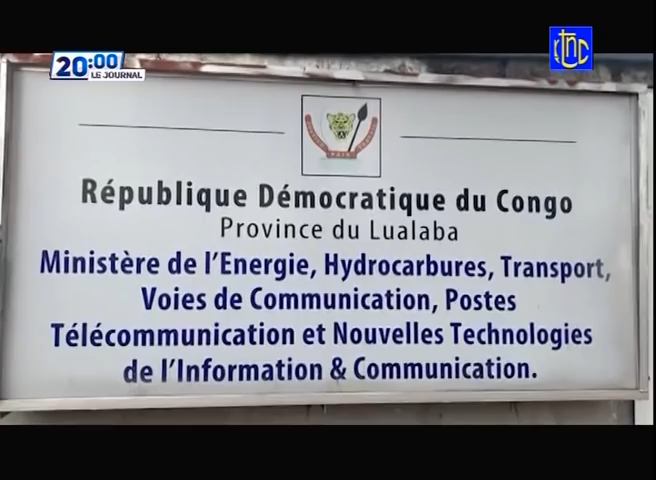 20:00
LE JOURNAL
rtnc
République Démocratique du Congo
Province du Lualaba
Ministère de l'Energie, Hydrocarbures, Transport,
Voies de Communication, Postes
Télécommunication et Nouvelles Technologies
de l'Information & Communication.